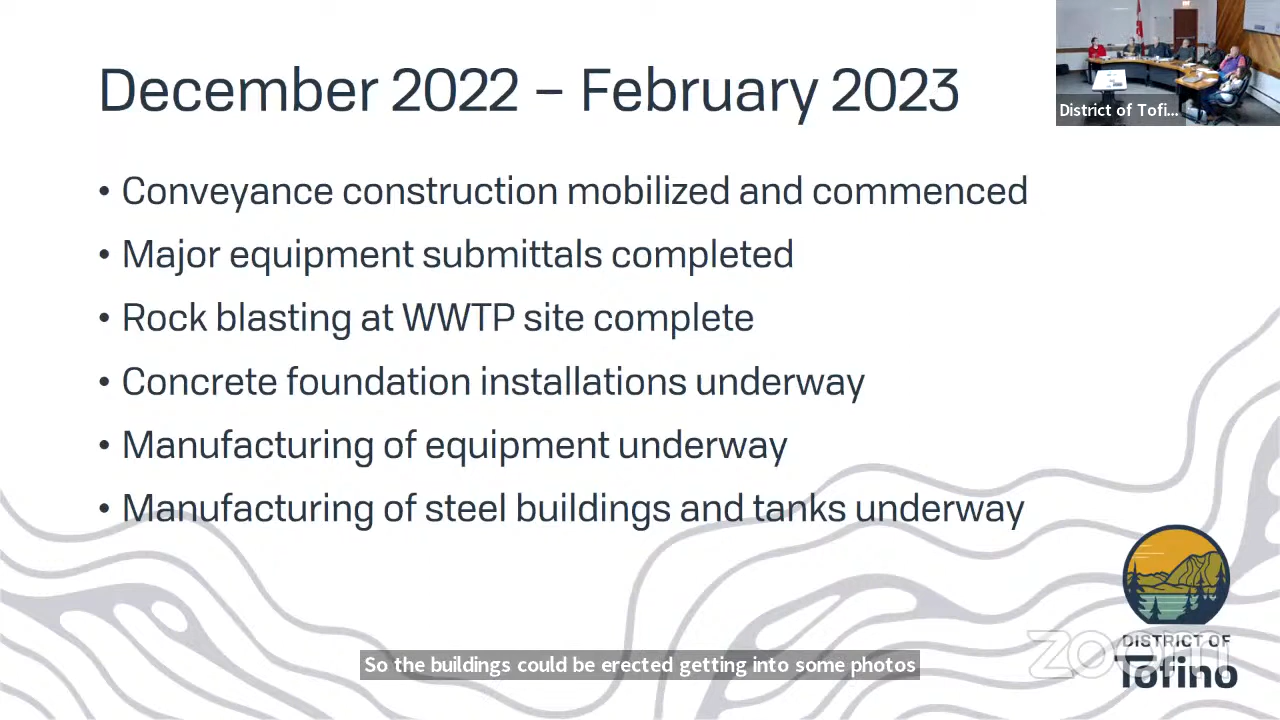 December 2022 – February 2023
District of Tofi...
• Conveyance construction mobilized and commenced
• Major equipment submittals completed
• Rock blasting at WWTP site complete
• Concrete foundation installations underway
• Manufacturing of equipment underway
• Manufacturing of steel buildings and tanks underway
DISTRICT OF
Tofino
zoom
So the buildings could be erected getting into some photos